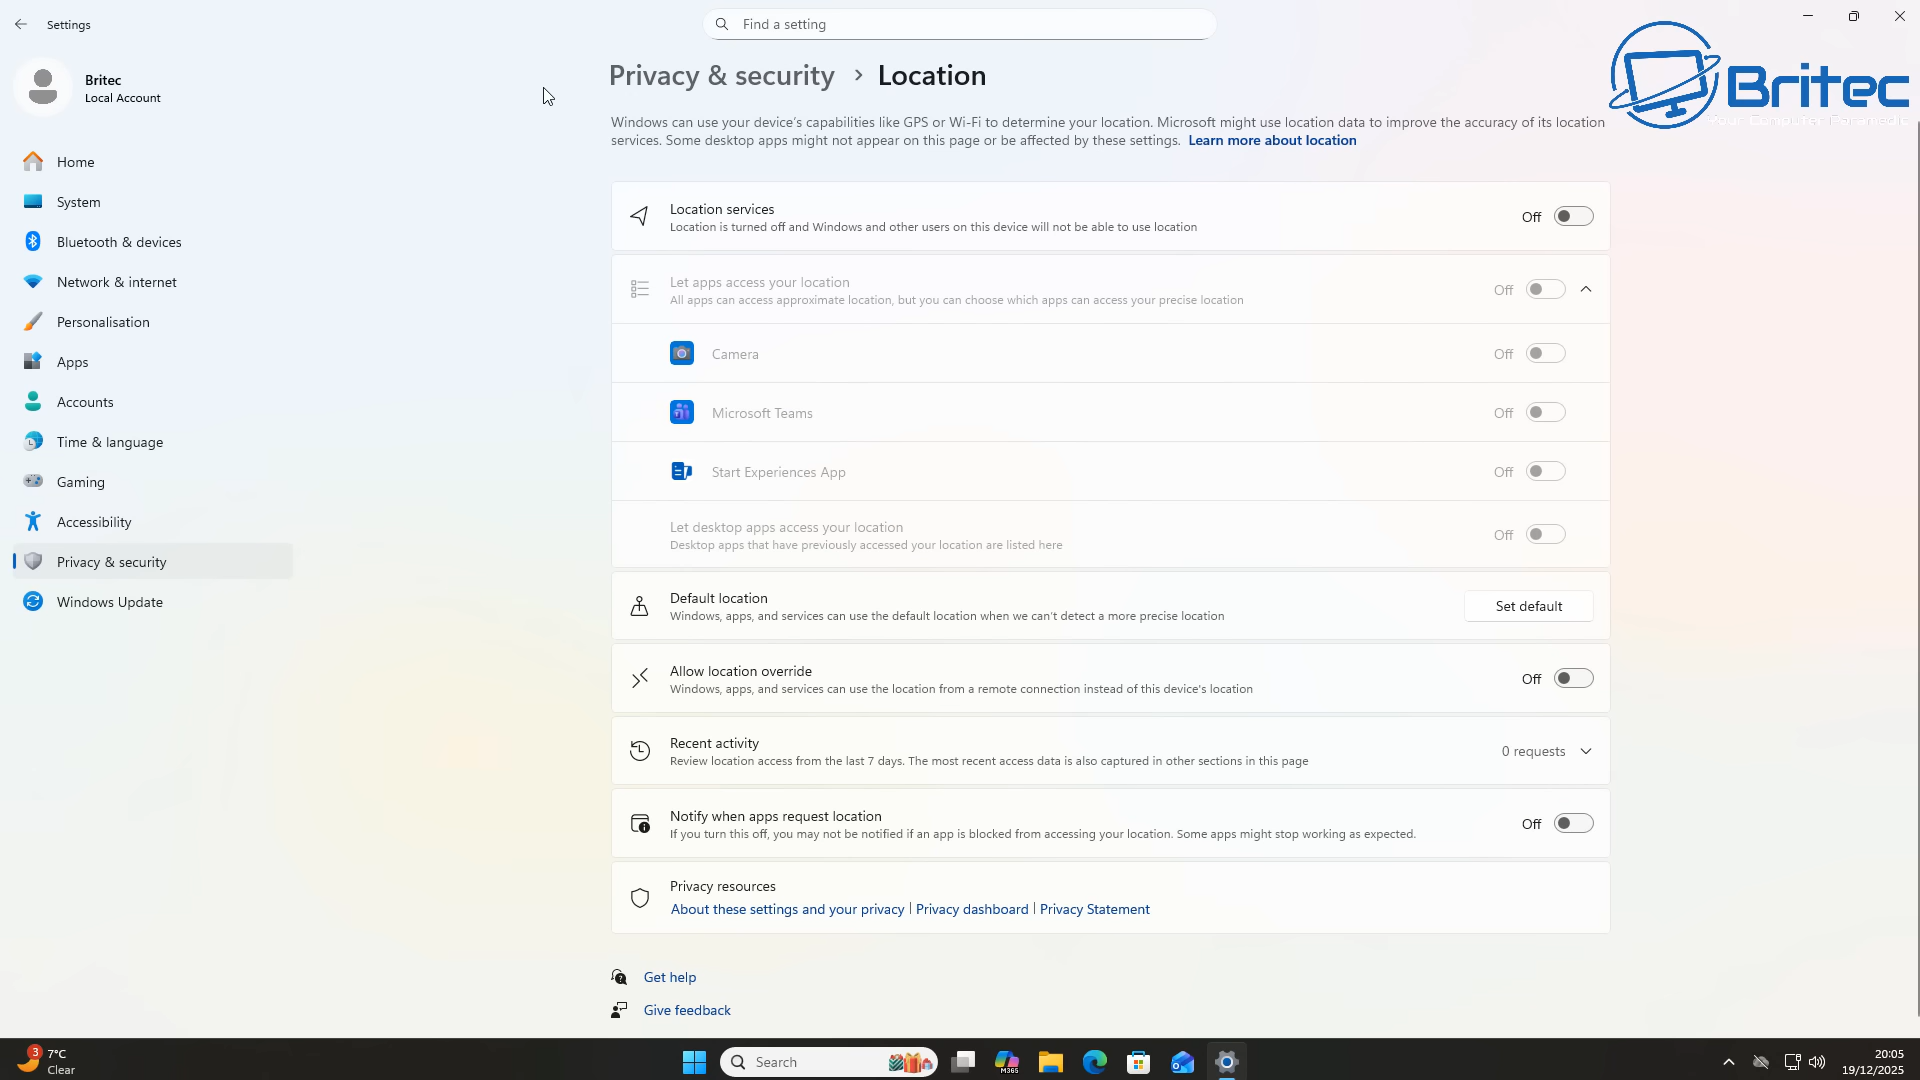 Settings
Find a setting
Britec
Local Account
Home
System
Bluetooth & devices
Network & internet
Personalisation
Apps
Accounts
Time & language
Gaming
Accessibility
Privacy & security
Windows Update
Privacy & security > Location
Britec
Your Computer Paramedic
Windows can use your device's capabilities like GPS or Wi-Fi to determine your location. Microsoft might use location data to improve the accuracy of its location
services. Some desktop apps might not appear on this page or be affected by these settings. Learn more about location
Location services
Location is turned off and Windows and other users on this device will not be able to use location
Off
Let apps access your location
All apps can access approximate location, but you can choose which apps can access your precise location
Off
Camera
Off
Microsoft Teams
Off
Start Experiences App
Off
Let desktop apps access your location
Desktop apps that have previously accessed your location are listed here
Off
Default location
Windows, apps, and services can use the default location when we can't detect a more precise location
Set default
Allow location override
Windows, apps, and services can use the location from a remote connection instead of this device's location
Off
Recent activity
Review location access from the last 7 days. The most recent access data is also captured in other sections in this page
0 requests
Notify when apps request location
If you turn this off, you may not be notified if an app is blocked from accessing your location. Some apps might stop working as expected.
Off
Privacy resources
About these settings and your privacy | Privacy dashboard | Privacy Statement
Get help
Give feedback
3
7°C
Clear
Search
M365
20:05
19/12/2025